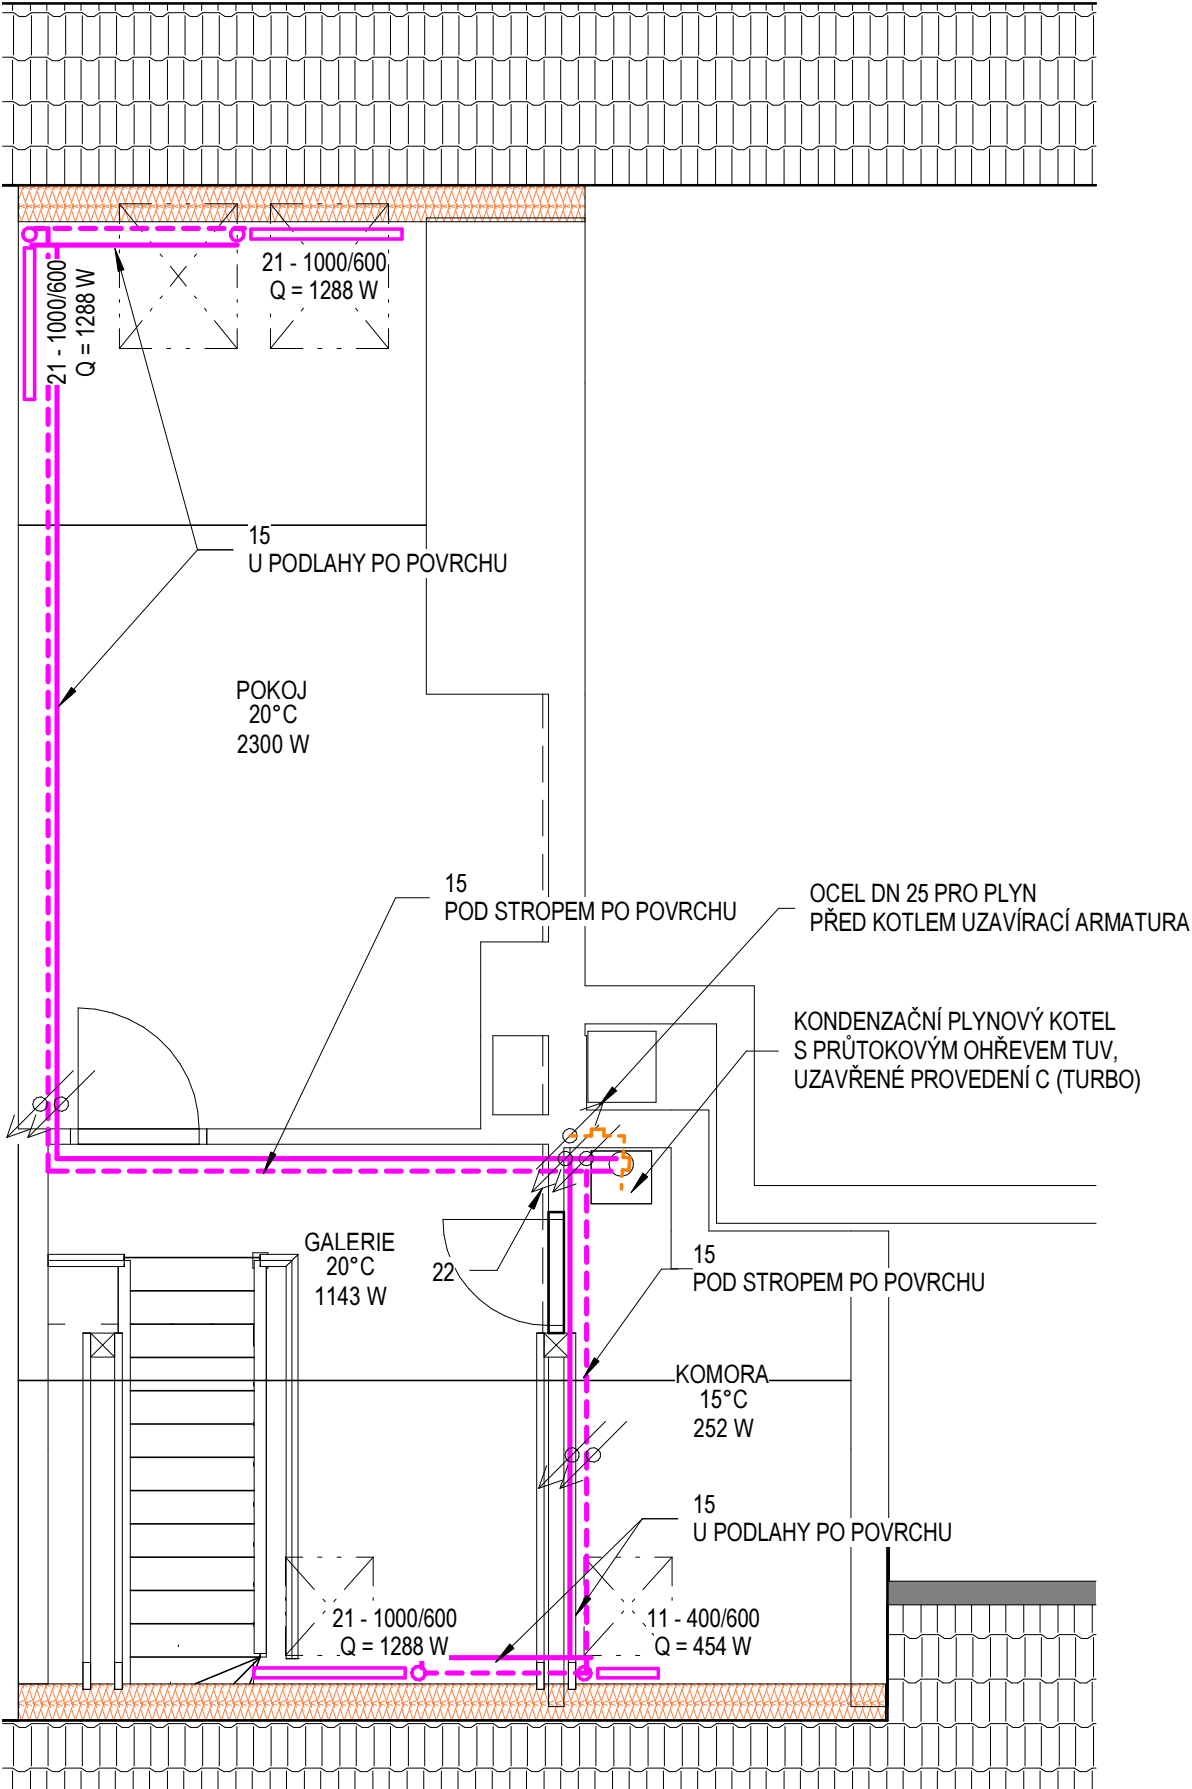 21 - 1000/600
Q = 1288 W
21 - 1000/600
Q = 1288 W
15
U PODLAHY PO POVRCHU
POKOJ
20°C
2300 W
15
POD STROPEM PO POVRCHU
OCEL DN 25 PRO PLYN
PŘED KOTLEM UZAVÍRACÍ ARMATURA
KONDENZAČNÍ PLYNOVÝ KOTEL
S PRŮTOKOVÝM OHŘEVEM TUV,
UZAVŘENÉ PROVEDENÍ C (TURBO)
GALERIE
20°C
1143 W
22
15
POD STROPEM PO POVRCHU
KOMORA
15°C
252 W
15
U PODLAHY PO POVRCHU
21 - 1000/600
Q = 1288 W
11 - 400/600
Q = 454 W